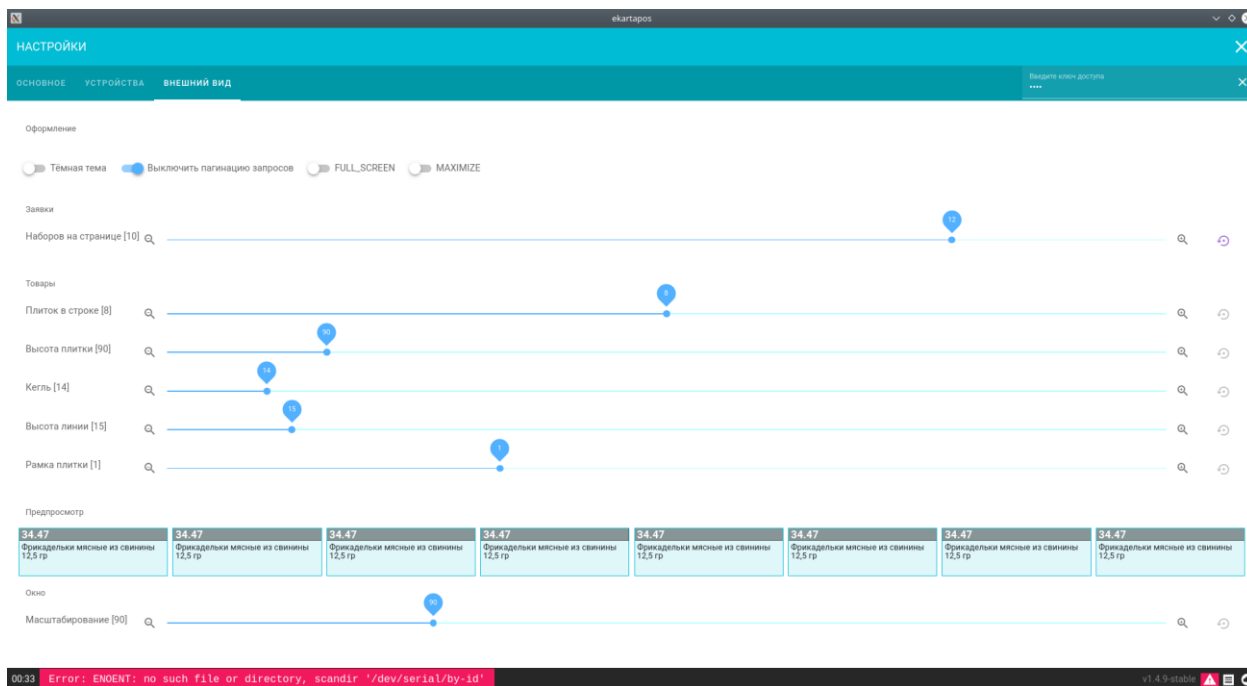 ekartapos
НАСТРОЙКИ
ОСНОВНОЕ УСТРОЙСТВА ВНЕШНИЙ ВИД
Введите ключ доступа
••••
Оформление
Тёмная тема Выключить пагинацию запросов FULL_SCREEN MAXIMIZE
Заявки
12
Наборов на странице [10]
Товары
8
Плиток в строке [8]
90
Высота плитки [90]
14
Кегль [14]
15
Высота линии [15]
1
Рамка плитки [1]
Предпросмотр
34.47 34.47 34.47 34.47 34.47 34.47 34.47 34.47
Фрикадельки мясные из свинины Фрикадельки мясные из свинины Фрикадельки мясные из свинины Фрикадельки мясные из свинины Фрикадельки мясные из свинины Фрикадельки мясные из свинины Фрикадельки мясные из свинины Фрикадельки мясные из свинины
12,5 гр 12,5 гр 12,5 гр 12,5 гр 12,5 гр 12,5 гр 12,5 гр 12,5 гр
Окно
90
Масштабирование [90]
00:33 Error: ENOENT: no such file or directory, scandir '/dev/serial/by-id' v1.4.9-stable